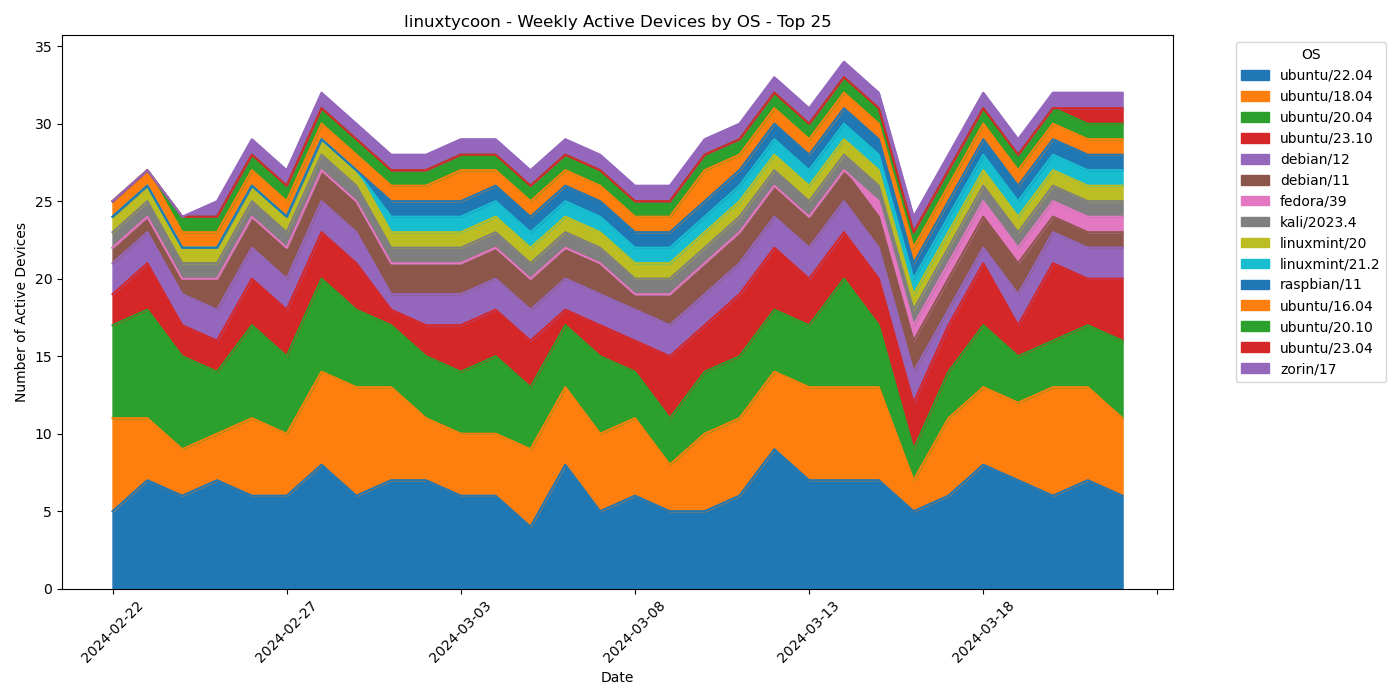 linuxtycoon - Weekly Active Devices by OS - Top 25
Number of Active Devices
35
30
25
20
15
10
5
0
2024-02-22
2024-02-27
2024-03-03
2024-03-08
2024-03-13
2024-03-18
Date
OS
ubuntu/22.04
ubuntu/18.04
ubuntu/20.04
ubuntu/23.10
debian/12
debian/11
fedora/39
kali/2023.4
linuxmint/20
linuxmint/21.2
raspbian/11
ubuntu/16.04
ubuntu/20.10
ubuntu/23.04
zorin/17